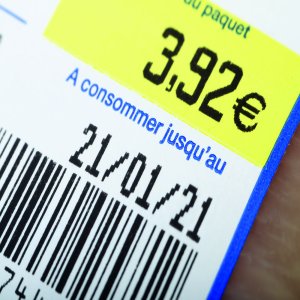 au paquet
3,92€
A consommer jusqu'au
21/01/21